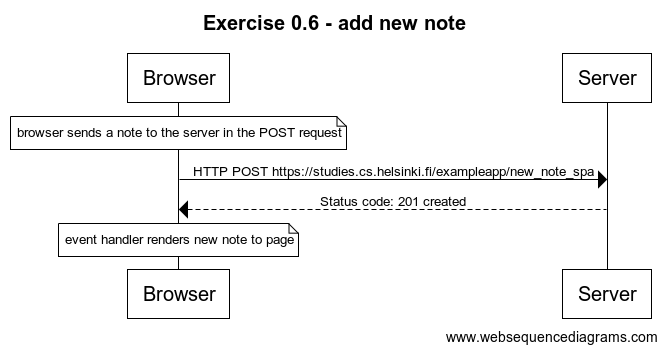 Exercise 0.6 - add new note
Browser
Server
browser sends a note to the server in the POST request
HTTP POST https://studies.cs.helsinki.fi/exampleapp/new_note_spa
Status code: 201 created
event handler renders new note to page
Browser
Server
www.websequencediagrams.com